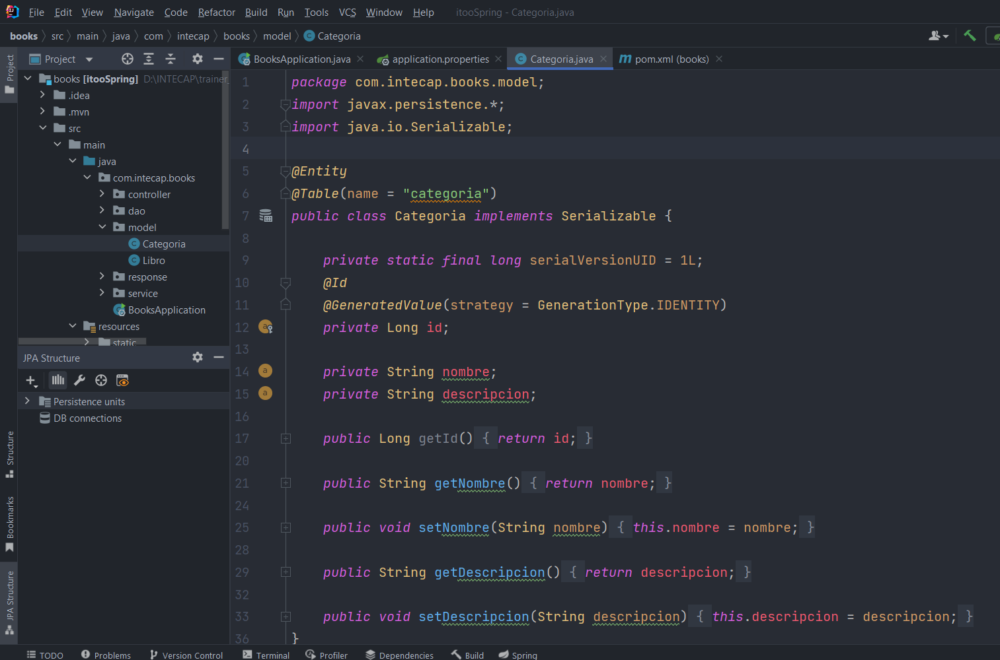 File Edit View Navigate Code Refactor Build Run Tools VCS Window Help itooSpring - Categoria.java
books src main java com intecap books model Categoria
Project
BooksApplication.java application.properties Categoria.java pom.xml (books)
Project
books [itooSpring] D:\INTECAP\trainer_
.idea
.mvn
src
main
java
com.intecap.books
controller
dao
model
Categoria
Libro
response
service
BooksApplication
resources
static
JPA Structure
Persistence units
DB connections
Structure
Bookmarks
JPA Structure
1 package com.intecap.books.model;
2 import javax.persistence.*;
3 import java.io.Serializable;
4
5 @Entity
6 @Table(name = "categoria")
7 public class Categoria implements Serializable {
8
9 private static final long serialVersionUID = 1L;
10 @Id
11 @GeneratedValue(strategy = GenerationType.IDENTITY)
12 private Long id;
13
14 private String nombre;
15 private String descripcion;
16
17 public Long getId() { return id; }
20
21 public String getNombre() { return nombre; }
24
25 public void setNombre(String nombre) { this.nombre = nombre; }
28
29 public String getDescripcion() { return descripcion; }
32
33 public void setDescripcion(String descripcion) { this.descripcion = descripcion; }
36 }
TODO Problems Version Control Terminal Profiler Dependencies Build Spring